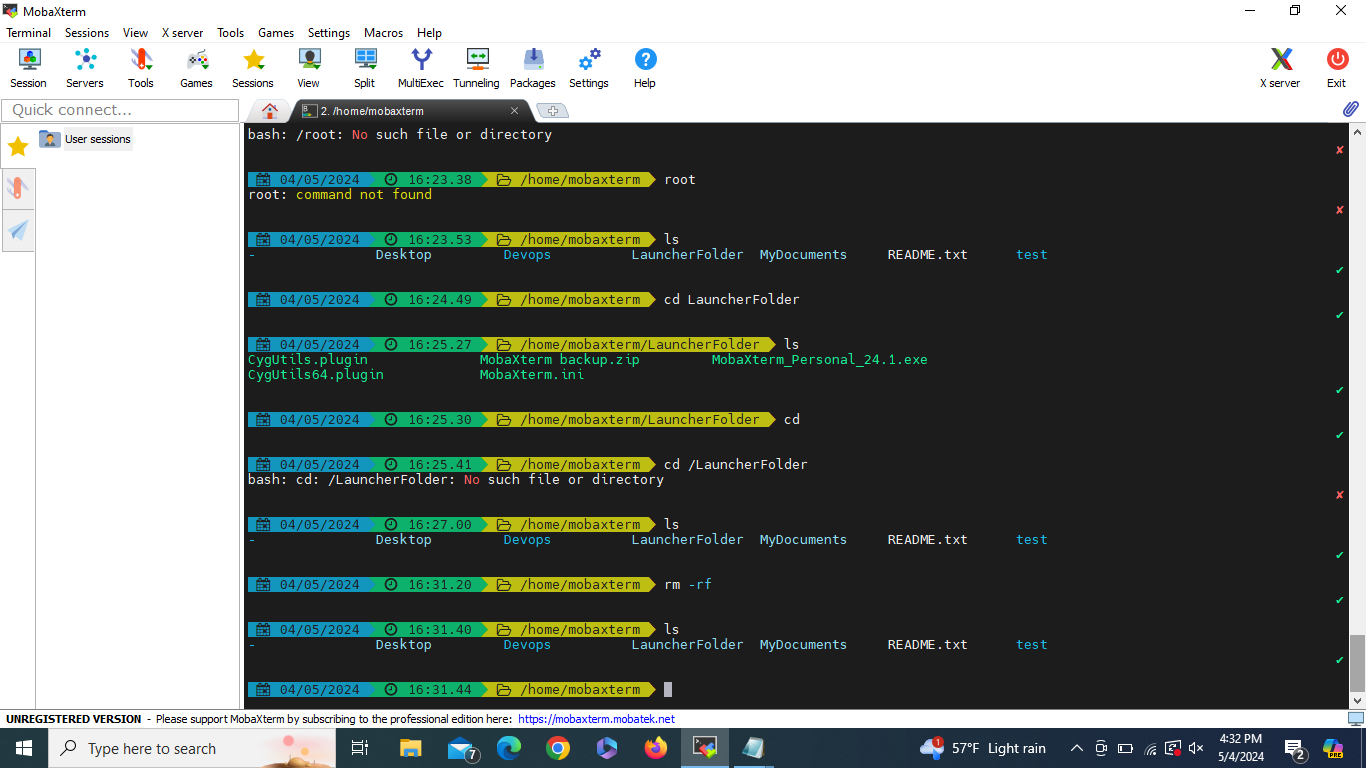 MobaXterm
Terminal Sessions View X server Tools Games Settings Macros Help
Session Servers Tools Games Sessions View Split MultiExec Tunneling Packages Settings Help X server Exit
Quick connect...
2. /home/mobaxterm
User sessions
bash: /root: No such file or directory
04/05/2024 16:23.38 /home/mobaxterm root
root: command not found
04/05/2024 16:23.53 /home/mobaxterm ls
- Desktop Devops LauncherFolder MyDocuments README.txt test
04/05/2024 16:24.49 /home/mobaxterm cd LauncherFolder
04/05/2024 16:25.27 /home/mobaxterm/LauncherFolder ls
CygUtils.plugin MobaXterm backup.zip MobaXterm_Personal_24.1.exe
CygUtils64.plugin MobaXterm.ini
04/05/2024 16:25.30 /home/mobaxterm/LauncherFolder cd
04/05/2024 16:25.41 /home/mobaxterm cd /LauncherFolder
bash: cd: /LauncherFolder: No such file or directory
04/05/2024 16:27.00 /home/mobaxterm ls
- Desktop Devops LauncherFolder MyDocuments README.txt test
04/05/2024 16:31.20 /home/mobaxterm rm -rf
04/05/2024 16:31.40 /home/mobaxterm ls
- Desktop Devops LauncherFolder MyDocuments README.txt test
04/05/2024 16:31.44 /home/mobaxterm
UNREGISTERED VERSION - Please support MobaXterm by subscribing to the professional edition here: https://mobaxterm.mobatek.net
Type here to search
7
1
57°F Light rain
4:32 PM
5/4/2024
2
PRE